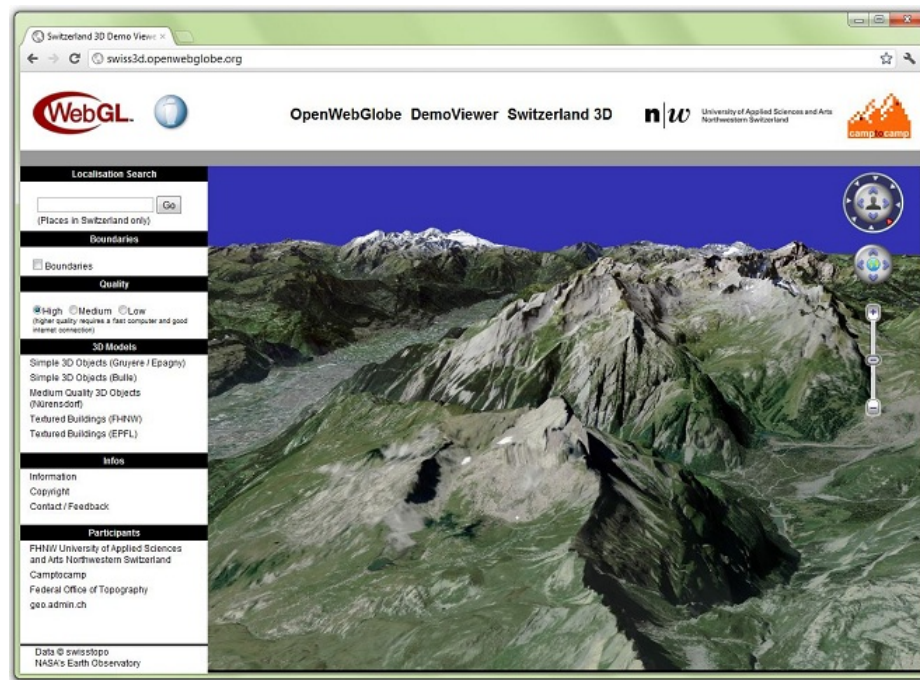 Switzerland 3D Demo Viewe
swiss3d.openwebglobe.org
WebGL
OpenWebGlobe DemoViewer Switzerland 3D
n|w
University of Applied Sciences and Arts
Northwestern Switzerland
camptocamp
Localisation Search
Go
(Places in Switzerland only)
Boundaries
Boundaries
Quality
High Medium Low
(higher quality requires a fast computer and good
internet connection)
3D Models
Simple 3D Objects (Gruyere / Epagny)
Simple 3D Objects (Bulle)
Medium Quality 3D Objects
(Nürensdorf)
Textured Buildings (FHNW)
Textured Buildings (EPFL)
Infos
Information
Copyright
Contact / Feedback
Participants
FHNW University of Applied Sciences
and Arts Northwestern Switzerland
Camptocamp
Federal Office of Topography
geo.admin.ch
Data © swisstopo
NASA's Earth Observatory